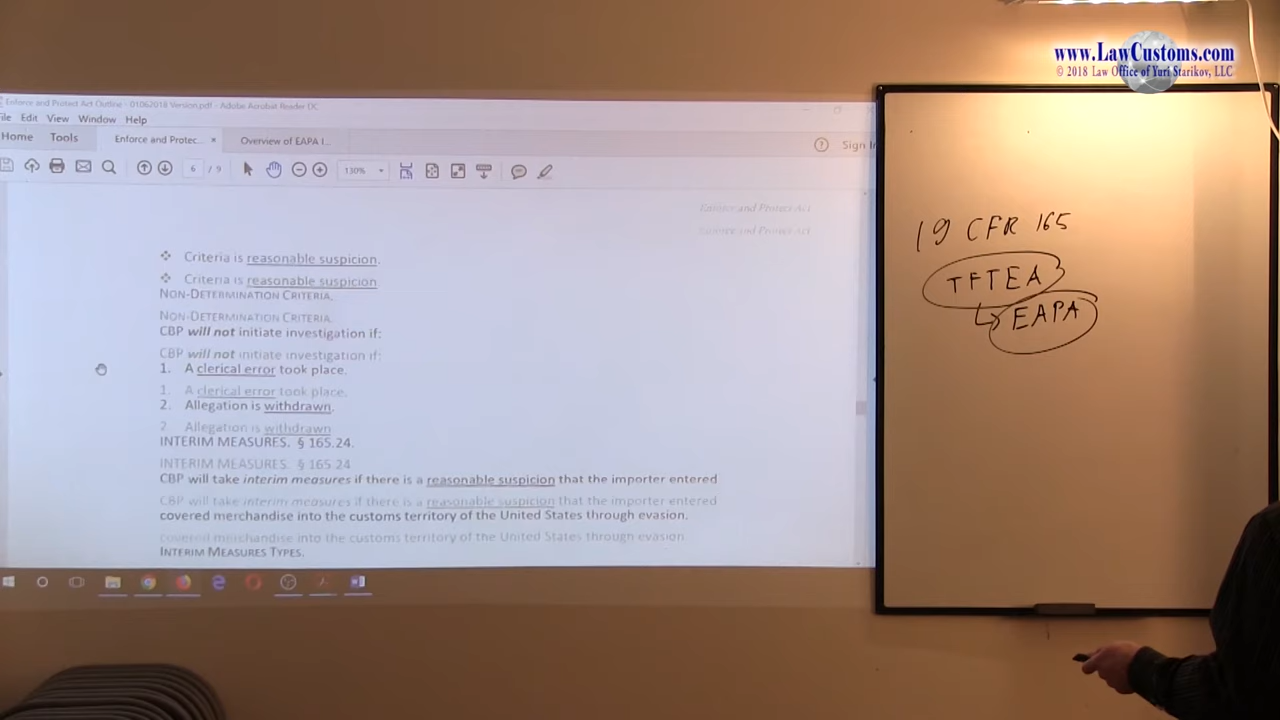 www.LawCustoms.com
© 2018 Law Office of Yuri Starikov, LLC
Enforce and Protect Act Outline - 01062018 Version.pdf - Adobe Acrobat Reader DC
File Edit View Window Help
Home Tools Enforce and Protec... × Overview of EAPA I...
Sign In
6 / 9 130%
Enforce and Protect Act
Enforce and Protect Act
❖ Criteria is reasonable suspicion.
❖ Criteria is reasonable suspicion
NON-DETERMINATION CRITERIA.
NON-DETERMINATION CRITERIA.
CBP will not initiate investigation if:
CBP will not initiate investigation if:
1. A clerical error took place.
1. A clerical error took place.
2. Allegation is withdrawn.
2. Allegation is withdrawn
INTERIM MEASURES. § 165.24.
INTERIM MEASURES. § 165 24
CBP will take interim measures if there is a reasonable suspicion that the importer entered
CBP will take interim measures if there is a reasonable suspicion that the importer entered
covered merchandise into the customs territory of the United States through evasion.
covered merchandise into the customs territory of the United States through evasion.
INTERIM MEASURES TYPES.
19 CFR 165
TFTEA
↳ EAPA